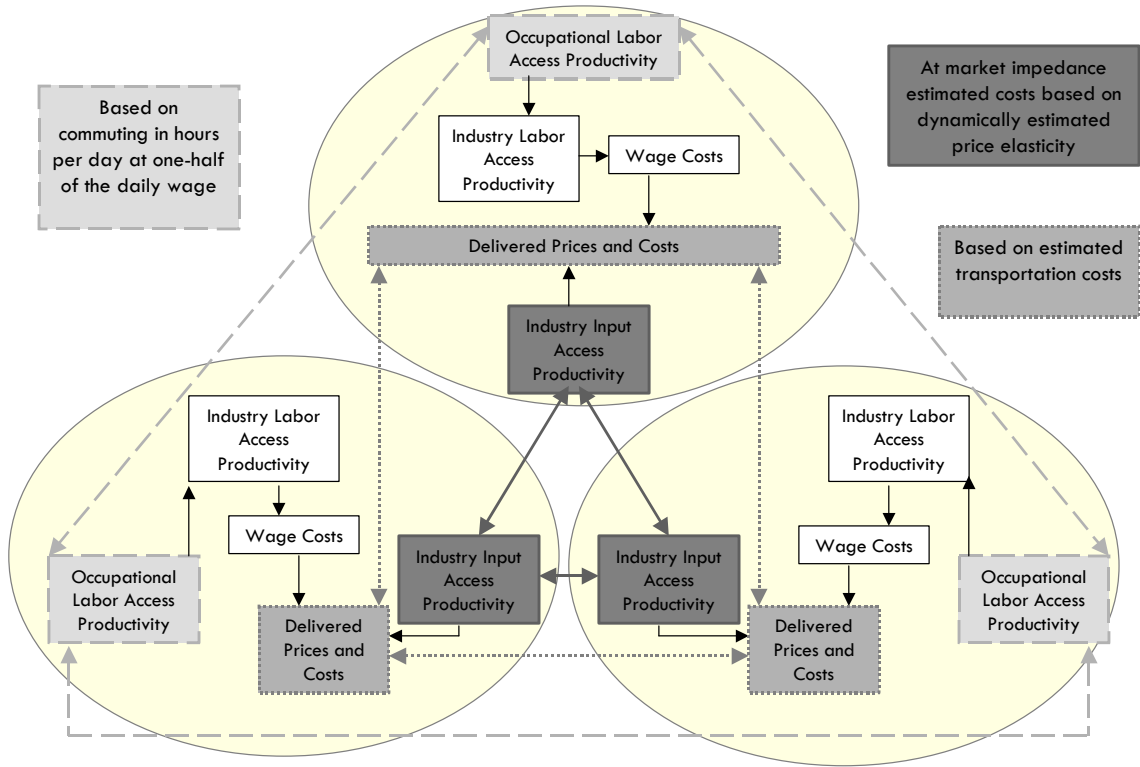 Occupational Labor
Access Productivity
Based on
commuting in hours
per day at one-half
of the daily wage
At market impedance
estimated costs based on
dynamically estimated
price elasticity
Industry Labor
Access
Productivity
Wage Costs
Delivered Prices and Costs
Based on estimated
transportation costs
Industry Input
Access
Productivity
Industry Labor
Access
Productivity
Wage Costs
Occupational
Labor Access
Productivity
Industry Input
Access
Productivity
Delivered
Prices and
Costs
Industry Labor
Access
Productivity
Wage Costs
Industry Input
Access
Productivity
Occupational
Labor Access
Productivity
Delivered
Prices and
Costs